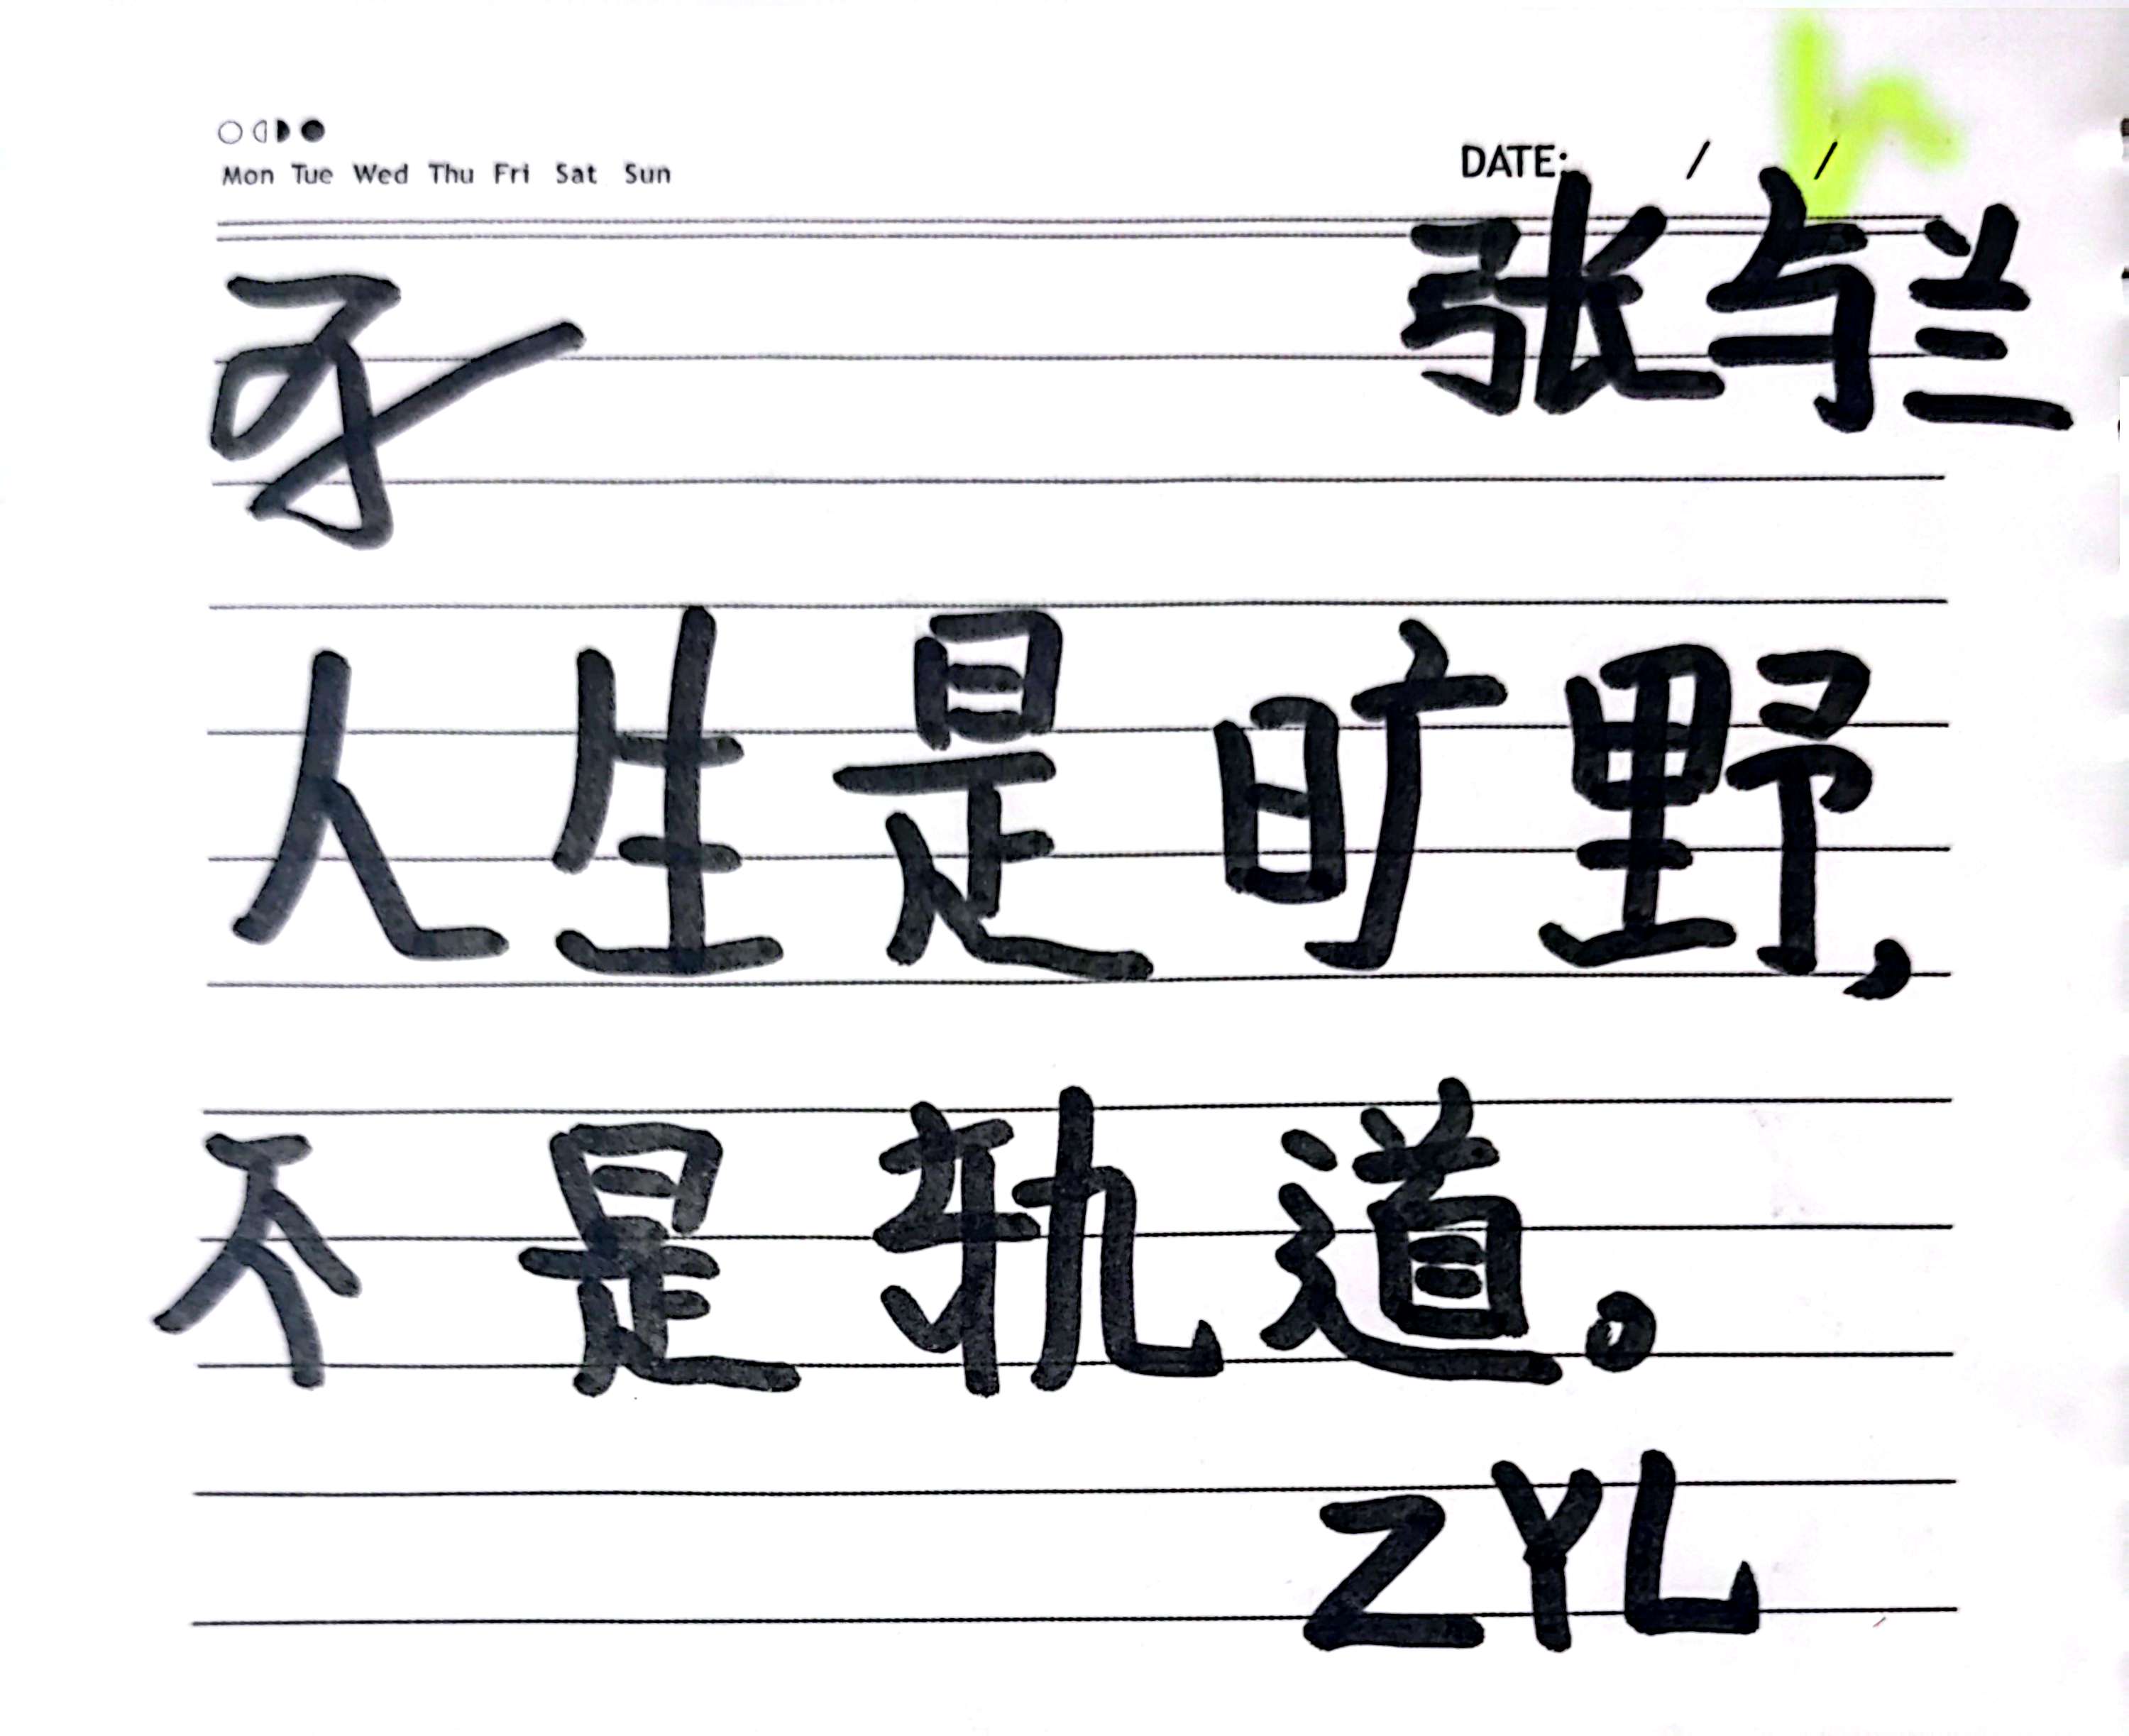 Mon Tue Wed Thu Fri Sat Sun
DATE: / /
张与兰
人生是旷野,
不是轨道。
ZYL